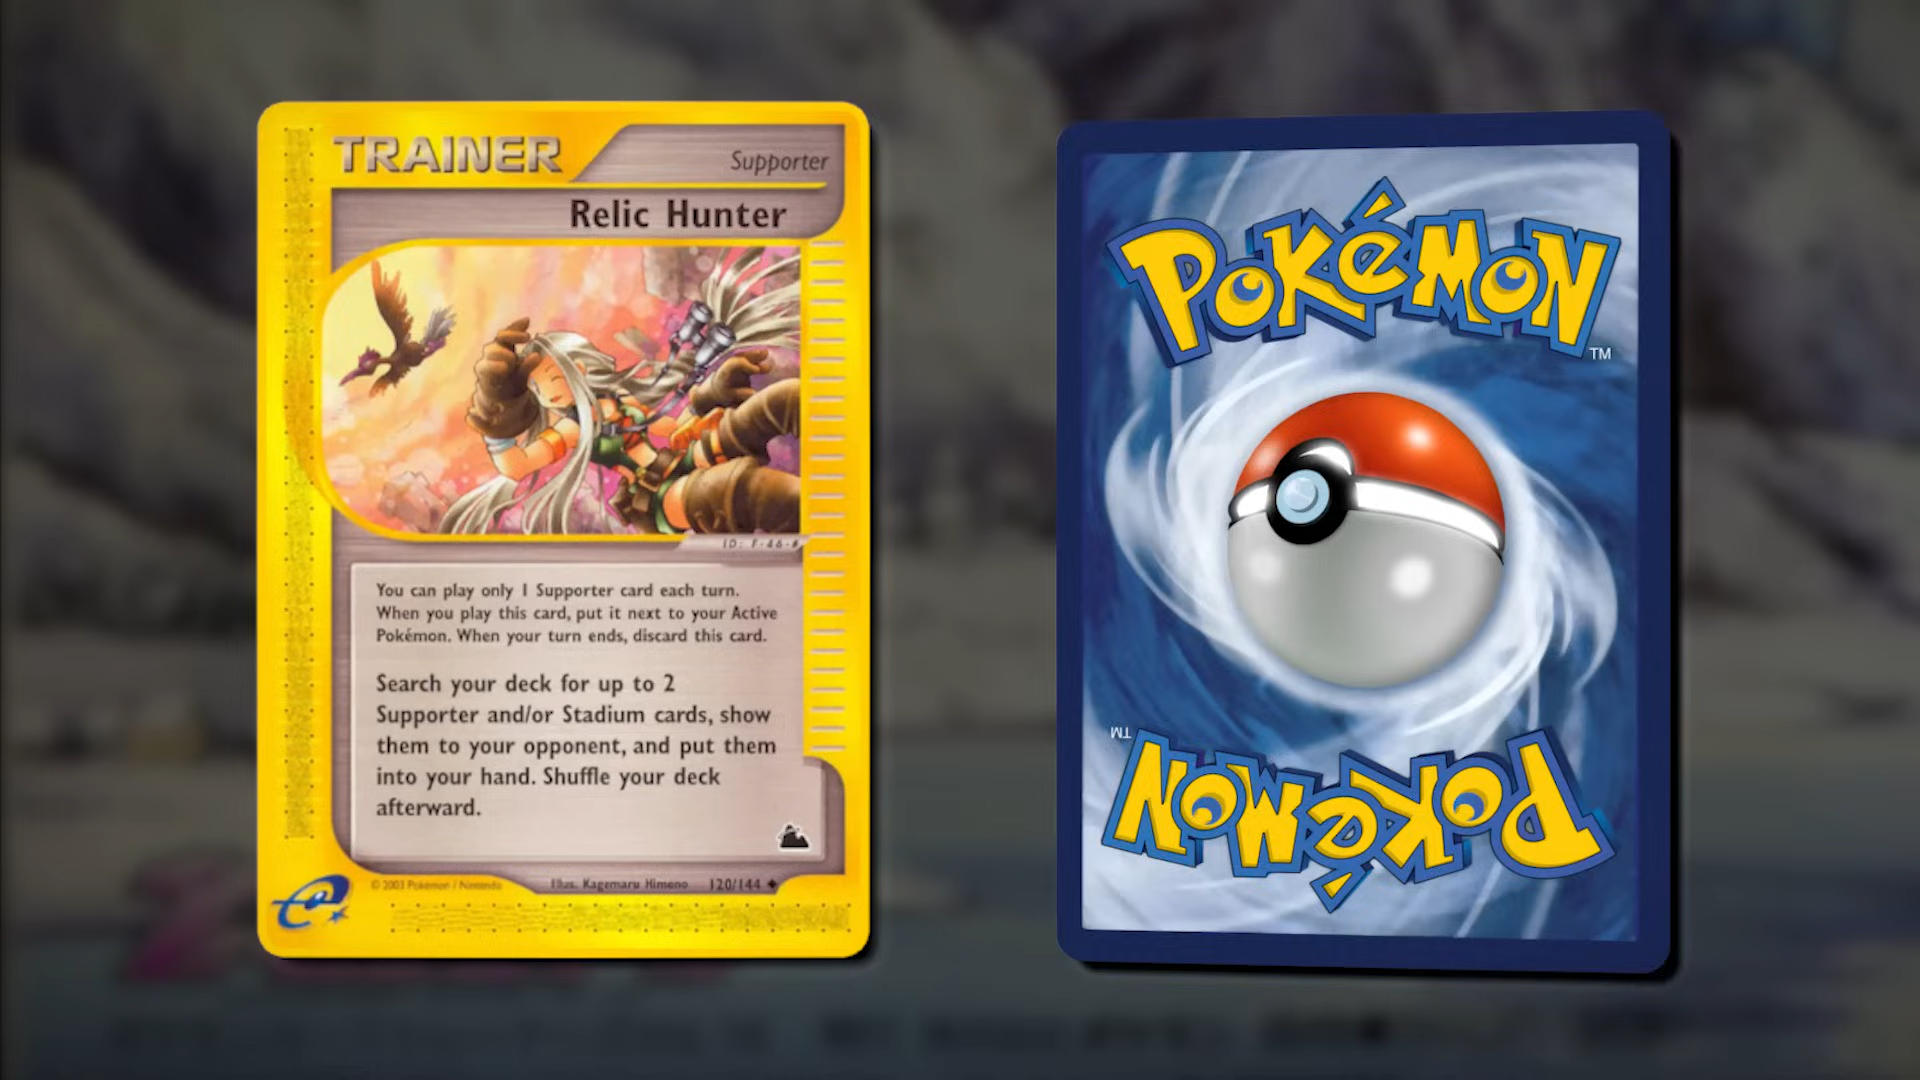 TRAINER
Supporter
Relic Hunter
You can play only 1 Supporter card each turn.
When you play this card, put it next to your Active
Pokémon. When your turn ends, discard this card.
Search your deck for up to 2
Supporter and/or Stadium cards, show
them to your opponent, and put them
into your hand. Shuffle your deck
afterward.
© 2003 Pokémon / Nintendo
Illus. Kagemaru Himeno 120/144
POKéMON
TM
TM
POKéMON